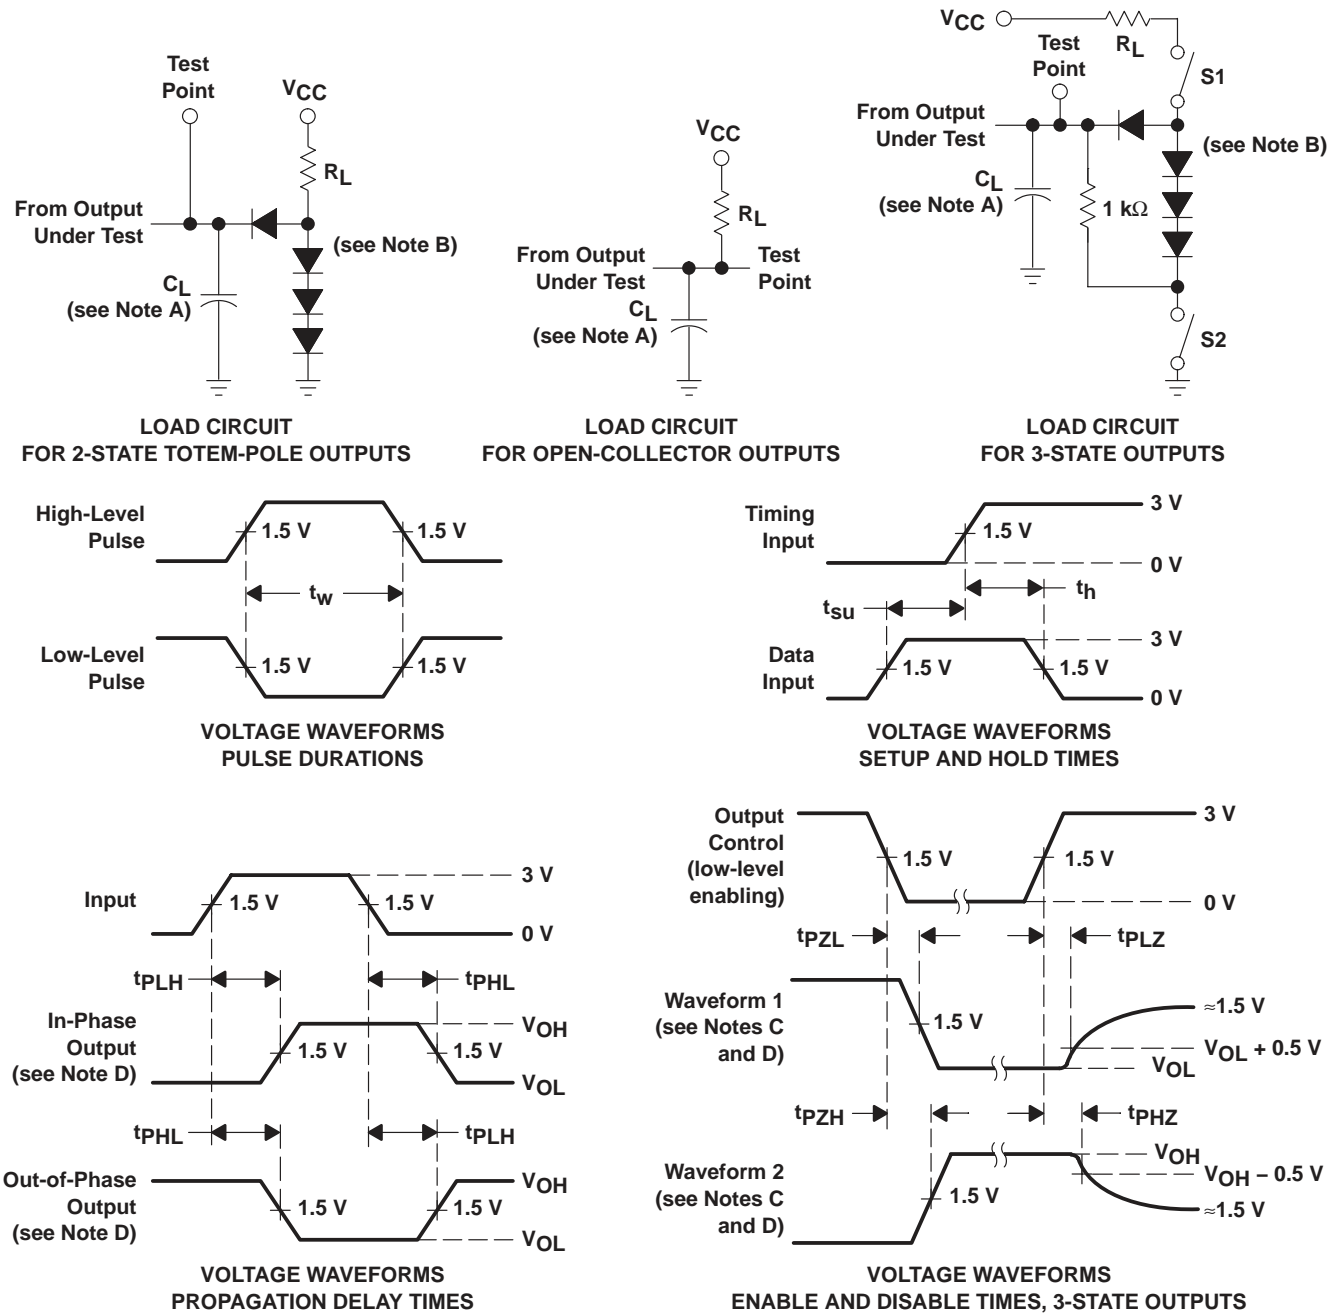 Test
Point
VCC
RL
From Output
Under Test
(see Note B)
CL
(see Note A)
LOAD CIRCUIT
FOR 2-STATE TOTEM-POLE OUTPUTS
VCC
RL
From Output
Under Test
Test
Point
CL
(see Note A)
LOAD CIRCUIT
FOR OPEN-COLLECTOR OUTPUTS
VCC
RL
Test
Point
S1
From Output
Under Test
(see Note B)
CL
(see Note A)
1 kΩ
S2
LOAD CIRCUIT
FOR 3-STATE OUTPUTS
High-Level
Pulse
1.5 V
1.5 V
tw
Low-Level
Pulse
1.5 V
1.5 V
VOLTAGE WAVEFORMS
PULSE DURATIONS
Timing
Input
1.5 V
3 V
0 V
th
tsu
Data
Input
1.5 V
1.5 V
3 V
0 V
VOLTAGE WAVEFORMS
SETUP AND HOLD TIMES
Input
1.5 V
1.5 V
3 V
0 V
tPLH
tPHL
In-Phase
Output
(see Note D)
1.5 V
1.5 V
VOH
VOL
tPHL
tPLH
Out-of-Phase
Output
(see Note D)
1.5 V
1.5 V
VOH
VOL
VOLTAGE WAVEFORMS
PROPAGATION DELAY TIMES
Output
Control
(low-level
enabling)
1.5 V
1.5 V
3 V
0 V
tPZL
tPLZ
Waveform 1
(see Notes C
and D)
1.5 V
≈1.5 V
VOL + 0.5 V
VOL
tPZH
tPHZ
Waveform 2
(see Notes C
and D)
1.5 V
VOH
VOH – 0.5 V
≈1.5 V
VOLTAGE WAVEFORMS
ENABLE AND DISABLE TIMES, 3-STATE OUTPUTS